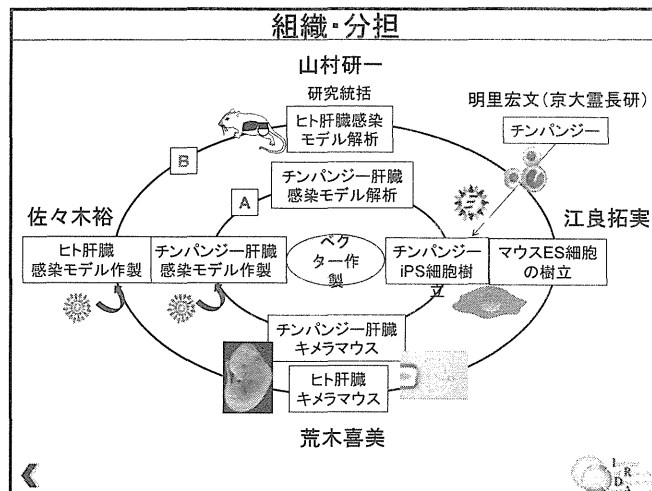 組織・分担
山村研一
研究統括
ヒト肝臓感染
モデル解析
明里宏文(京大霊長研)
チンパンジー
B
A
チンパンジー肝臓
感染モデル解析
佐々木裕
江良拓実
ヒト肝臓
感染モデル作製
チンパンジー肝臓
感染モデル作製
ベク
ター作
製
チンパンジー
iPS細胞樹
立
マウスES細胞
の樹立
チンパンジー肝臓
キメラマウス
ヒト肝臓
キメラマウス
荒木喜美
I
R
D
A